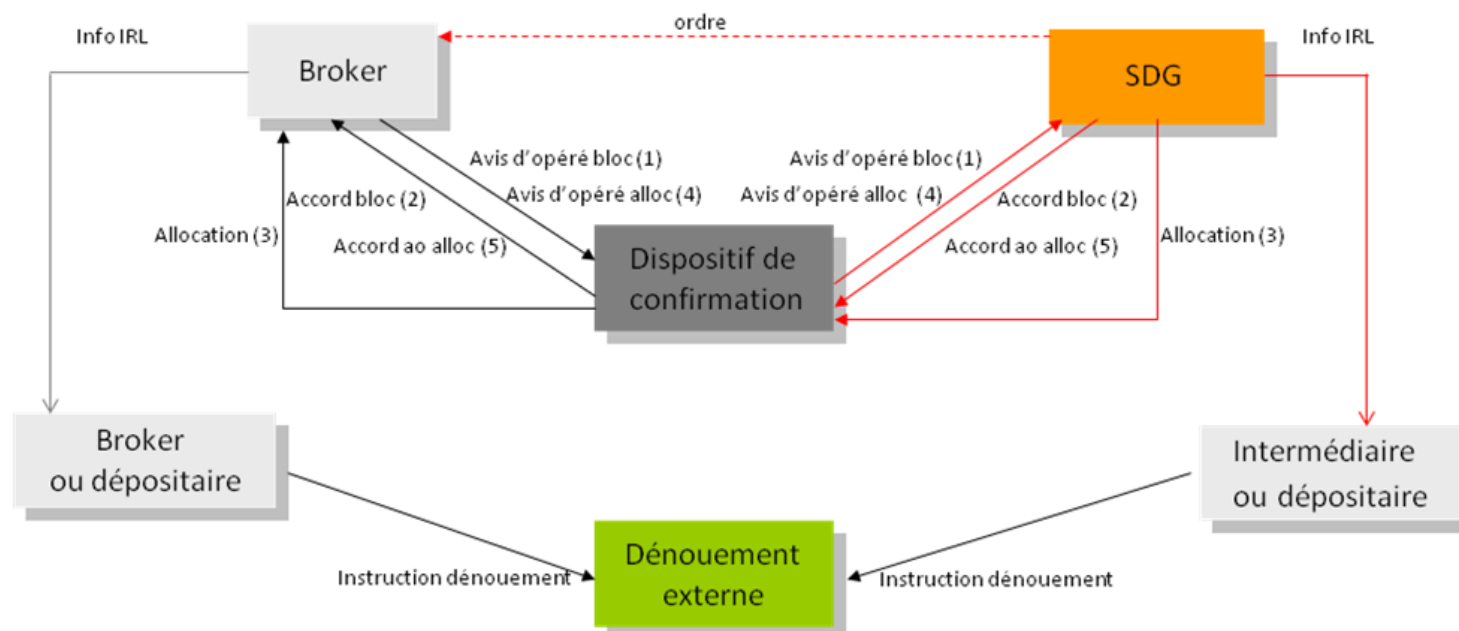 ordre
Info IRL
Info IRL
Broker
SDG
Avis d'opéré bloc (1)
Avis d'opéré bloc (1)
Avis d'opéré alloc (4)
Avis d'opéré alloc (4)
Accord bloc (2)
Accord bloc (2)
Allocation (3)
Allocation (3)
Accord ao alloc (5)
Accord ao alloc (5)
Dispositif de
confirmation
Broker
ou dépositaire
Intermédiaire
ou dépositaire
Dénouement
externe
Instruction dénouement
Instruction dénouement